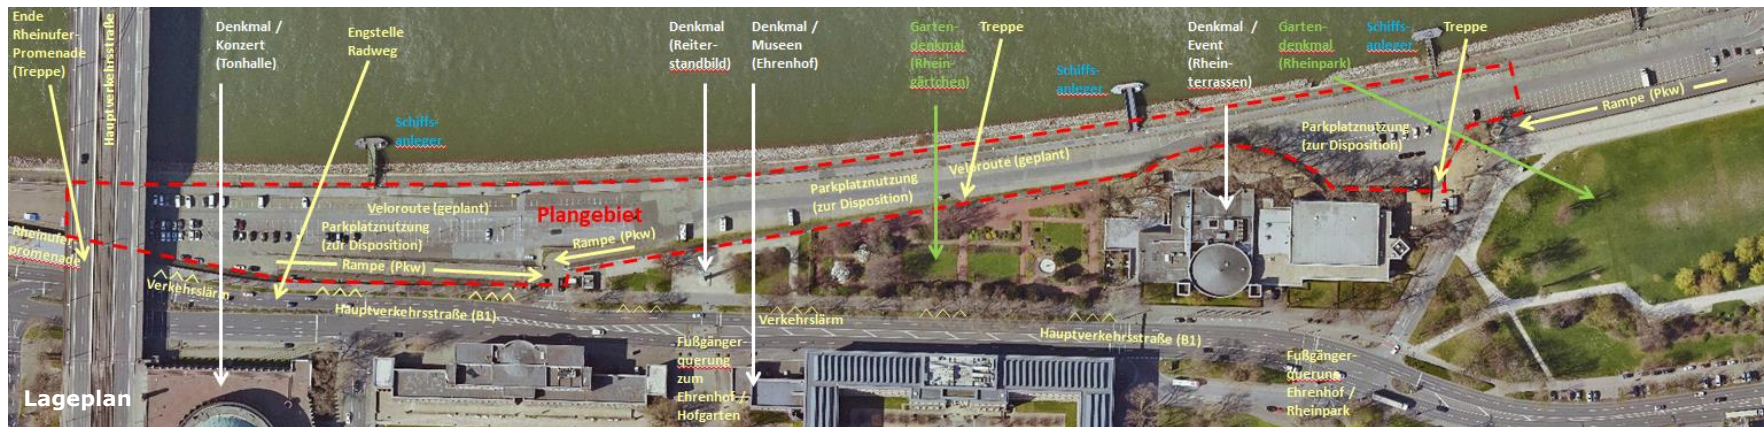 Ende
Rheinufer-
Promenade
(Treppe)
Hauptverkehrsstraße
Denkmal /
Konzert
(Tonhalle)
Engstelle
Radweg
Schiffs-
anleger
Denkmal
(Reiter-
standbild)
Denkmal /
Museen
(Ehrenhof)
Garten-
denkmal
(Rhein-
gärtchen)
Treppe
Schiffs-
anleger
Denkmal /
Event
(Rhein-
terrassen)
Garten-
denkmal
(Rheinpark)
Schiffs-
anleger
Treppe
Rampe (Pkw)
Parkplatznutzung
(zur Disposition)
Veloroute (geplant)
Parkplatznutzung
(zur Disposition)
Veloroute (geplant)
Parkplatznutzung
(zur Disposition)
Plangebiet
Rampe (Pkw)
Rampe (Pkw)
Rheinufer
promenade
Verkehrslärm
Hauptverkehrsstraße (B1)
Verkehrslärm
Hauptverkehrsstraße (B1)
Fußgänger-
querung
zum
Ehrenhof /
Hofgarten
Fußgänger-
querung
Ehrenhof /
Rheinpark
Lageplan